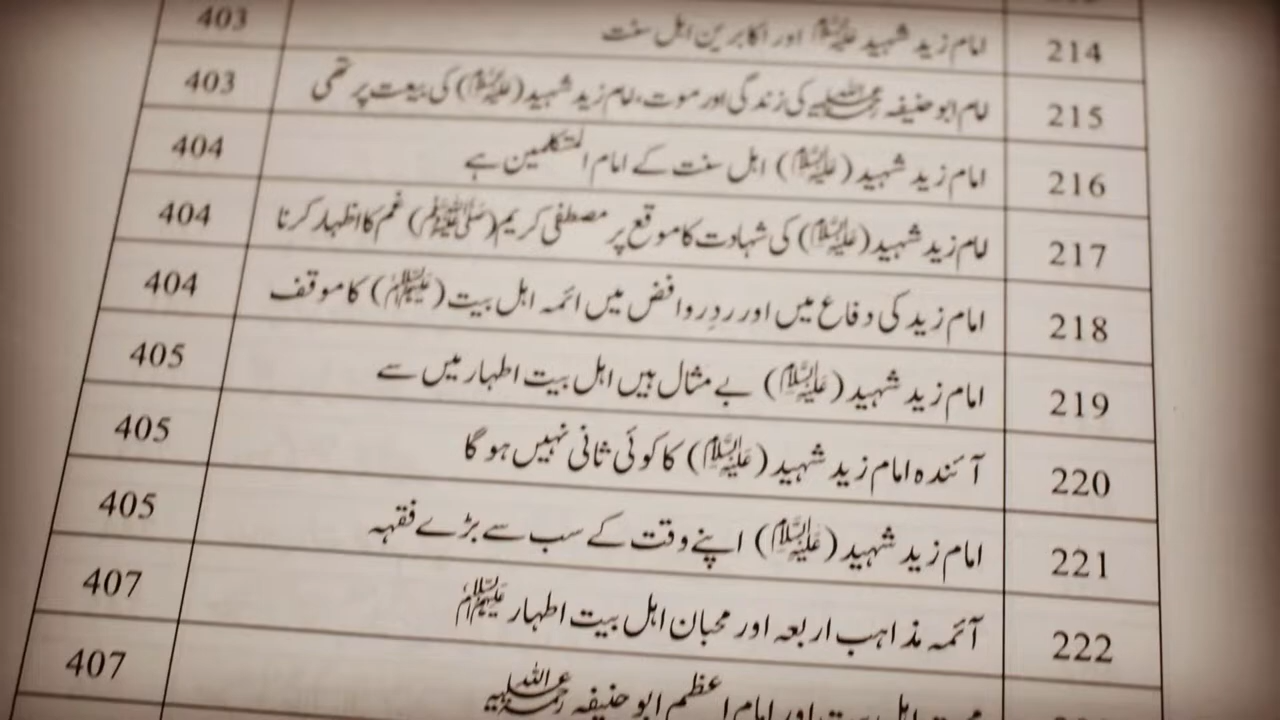 214 امام زید شہید علیہ السلام اور اکابرین اہل سنت 403
215 امام ابو حنیفہ رحمۃ اللہ علیہ کی زندگی اور موت، امام زید شہید (علیہ السلام) کی بیعت پر تھی 403
216 امام زید شہید (علیہ السلام) اہل سنت کے امام المتکلمین ہے 404
217 امام زید شہید (علیہ السلام) کی شہادت کا موقع پر مصطفی کریم (صلی اللہ علیہ وسلم) غم کا اظہار کرنا 404
218 امام زید کی دفاع میں اور ردِ روافض میں ائمہ اہل بیت (علیہم السلام) کا موقف 404
219 امام زید شہید (علیہ السلام) بے مثال ہیں اہل بیت اطہار میں سے 405
220 آئندہ امام زید شہید (علیہ السلام) کا کوئی ثانی نہیں ہو گا 405
221 امام زید شہید (علیہ السلام) اپنے وقت کے سب سے بڑے فقہہ 405
222 آئمہ مذاہب اربعہ اور محبان اہل بیت اطہار علیہم السلام 407
اہل بیت اور امام اعظم ابو حنیفہ رحمۃ اللہ علیہ 407